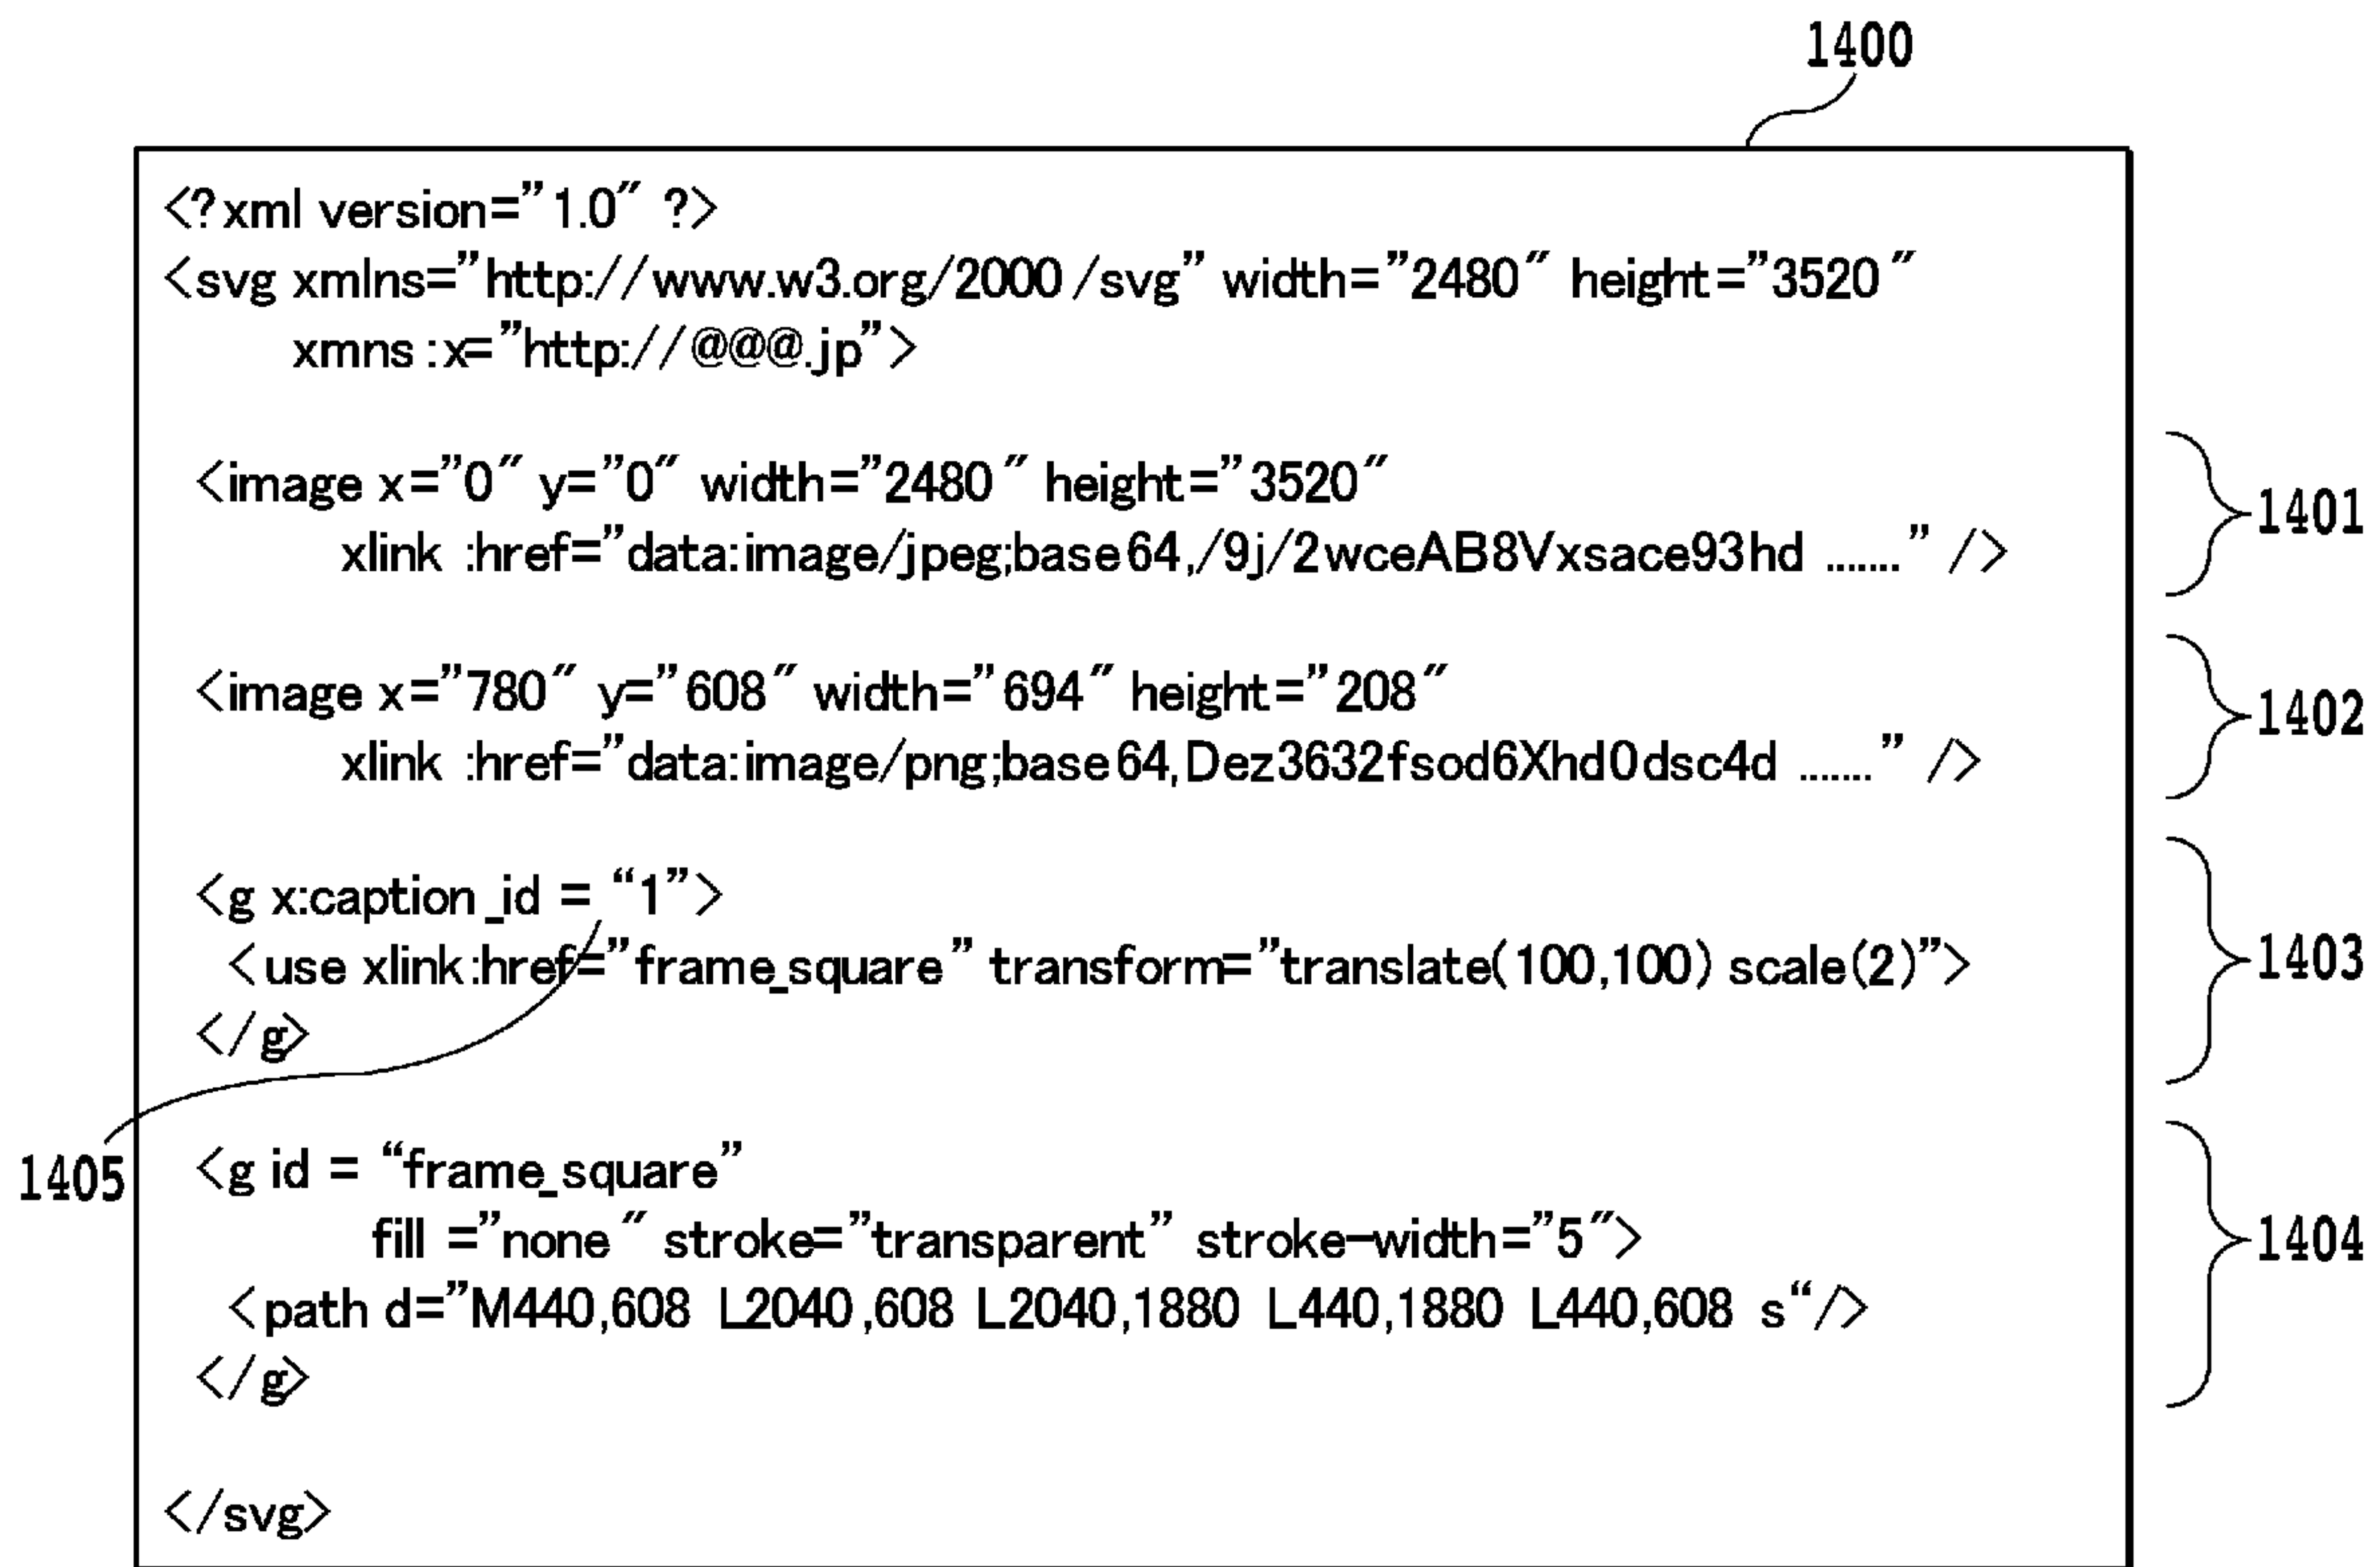 1400
<?xml version="1.0" ?>
<svg xmlns="http://www.w3.org/2000/svg" width="2480" height="3520"
xmns:x="http://@@@.jp">
<image x="0" y="0" width="2480" height="3520"
xlink:href="data:image/jpeg;base64,/9j/2wceAB8Vxsace93hd ......." />
1401
<image x="780" y="608" width="694" height="208"
xlink:href="data:image/png;base64,Dez3632fsod6Xhd0dsc4d ......." />
1402
<g x:caption_id = “1”>
<use xlink:href="frame_square" transform="translate(100,100) scale(2)">
</g>
1403
1405
<g id = “frame_square”
fill="none" stroke="transparent" stroke-width="5">
<path d="M440,608 L2040,608 L2040,1880 L440,1880 L440,608 s“/>
</g>
1404
</svg>